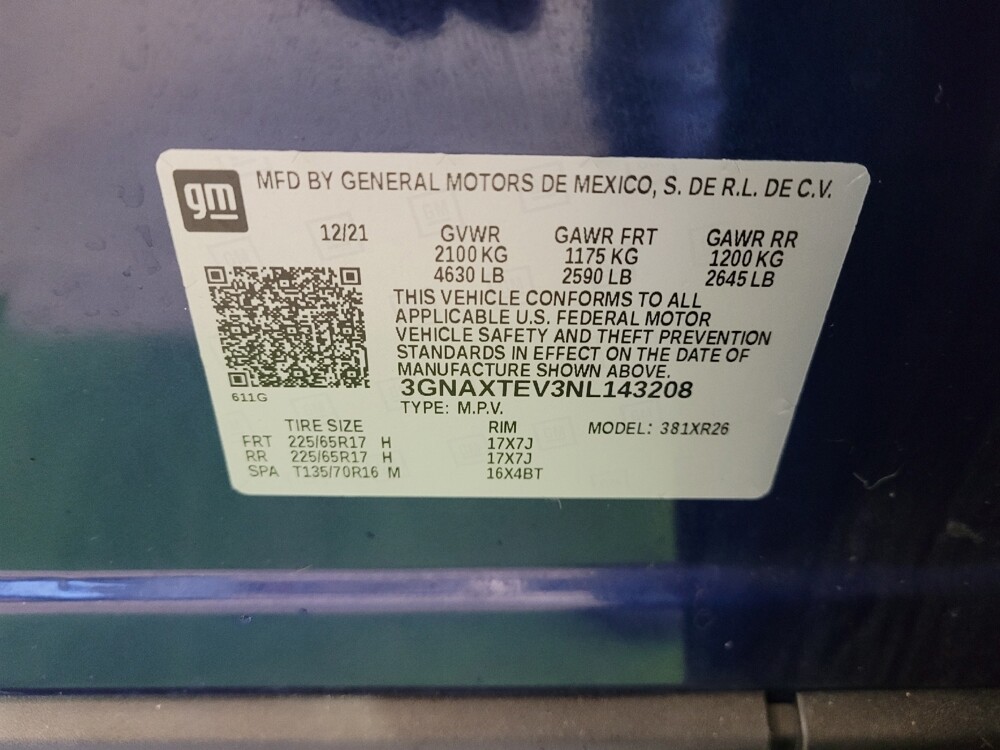 gm
MFD BY GENERAL MOTORS DE MEXICO, S. DE R.L. DE C.V.
12/21 GVWR GAWR FRT GAWR RR
2100 KG 1175 KG 1200 KG
4630 LB 2590 LB 2645 LB
THIS VEHICLE CONFORMS TO ALL
APPLICABLE U.S. FEDERAL MOTOR
VEHICLE SAFETY AND THEFT PREVENTION
STANDARDS IN EFFECT ON THE DATE OF
MANUFACTURE SHOWN ABOVE.
3GNAXTEV3NL143208
611G
TYPE: M.P.V.
TIRE SIZE RIM MODEL: 381XR26
FRT 225/65R17 H 17X7J
RR 225/65R17 H 17X7J
SPA T135/70R16 M 16X4BT